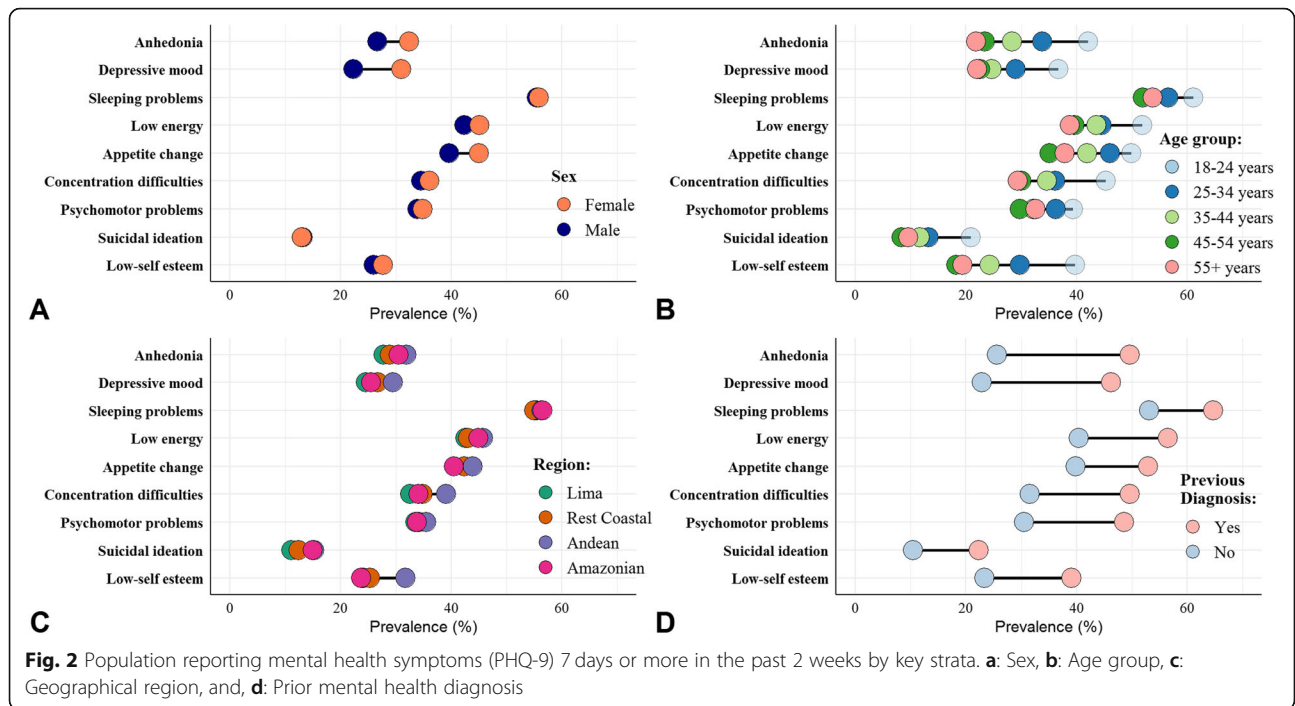 Anhedonia
Depressive mood
Sleeping problems
Low energy
Appetite change
Concentration difficulties
Psychomotor problems
Suicidal ideation
Low-self esteem
Sex
Female
Male
0 20 40 60
Prevalence (%)
A
Anhedonia
Depressive mood
Sleeping problems
Low energy
Appetite change
Concentration difficulties
Psychomotor problems
Suicidal ideation
Low-self esteem
Age group:
18-24 years
25-34 years
35-44 years
45-54 years
55+ years
0 20 40 60
Prevalence (%)
B
Anhedonia
Depressive mood
Sleeping problems
Low energy
Appetite change
Concentration difficulties
Psychomotor problems
Suicidal ideation
Low-self esteem
Region:
Lima
Rest Coastal
Andean
Amazonian
0 20 40 60
Prevalence (%)
C
Anhedonia
Depressive mood
Sleeping problems
Low energy
Appetite change
Concentration difficulties
Psychomotor problems
Suicidal ideation
Low-self esteem
Previous
Diagnosis:
Yes
No
0 20 40 60
Prevalence (%)
D
Fig. 2 Population reporting mental health symptoms (PHQ-9) 7 days or more in the past 2 weeks by key strata. a: Sex, b: Age group, c:
Geographical region, and, d: Prior mental health diagnosis